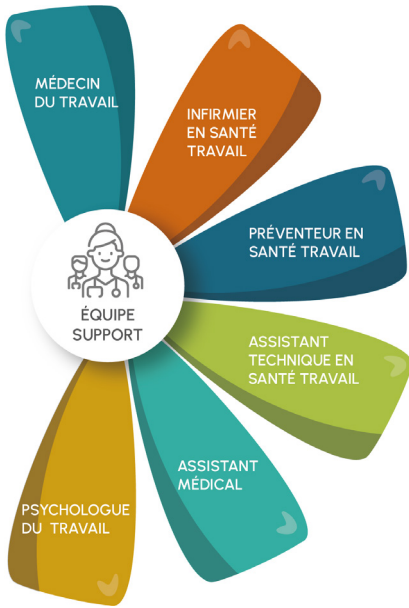 MÉDECIN
DU TRAVAIL
INFIRMIER
EN SANTÉ
TRAVAIL
PRÉVENTEUR EN
SANTÉ TRAVAIL
ÉQUIPE
SUPPORT
ASSISTANT
TECHNIQUE EN
SANTÉ TRAVAIL
ASSISTANT
MÉDICAL
PSYCHOLOGUE
DU TRAVAIL